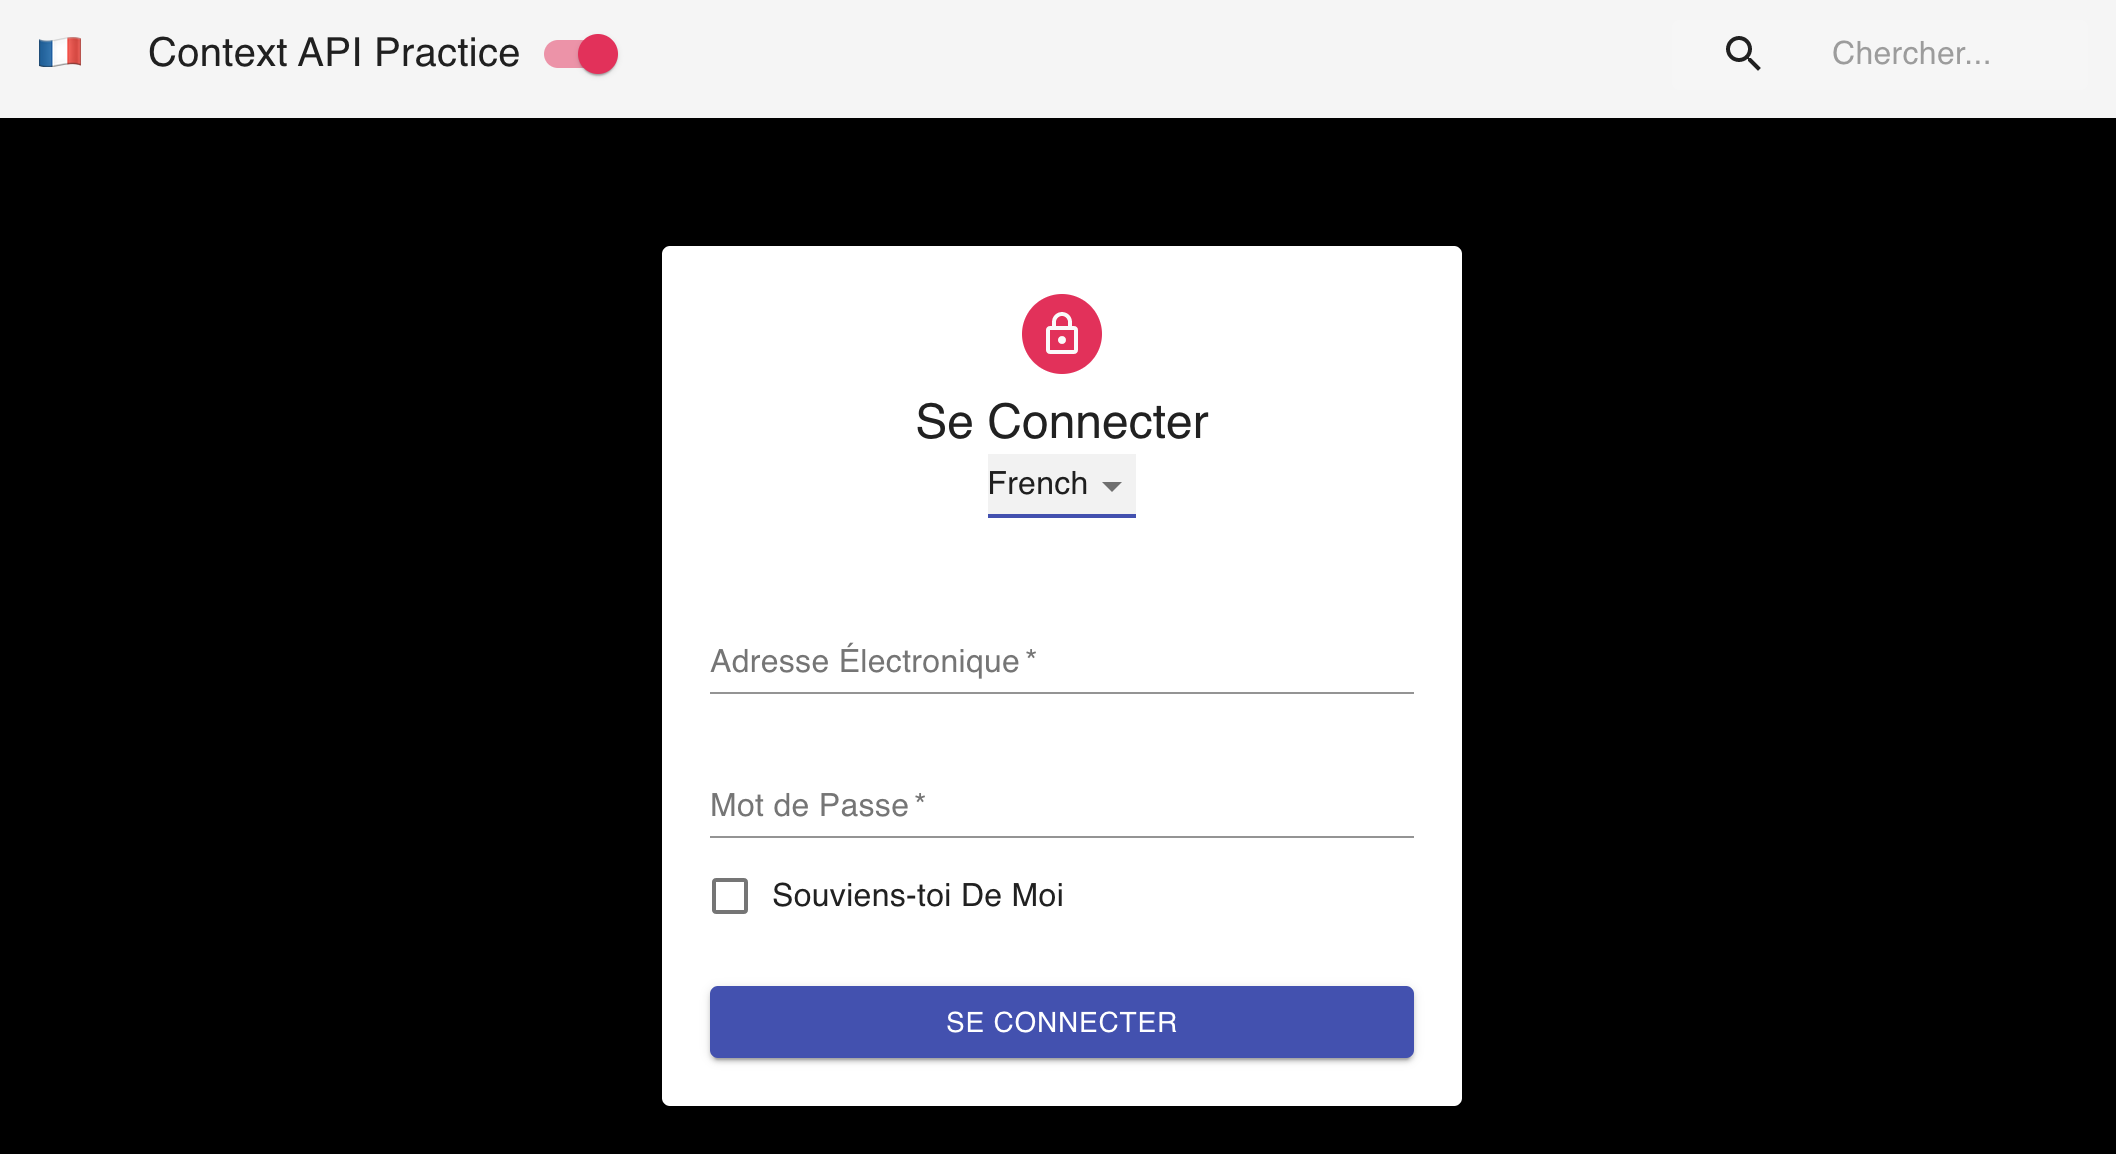 Context API Practice
Chercher...
Se Connecter
French
Adresse Électronique *
Mot de Passe *
Souviens-toi De Moi
SE CONNECTER